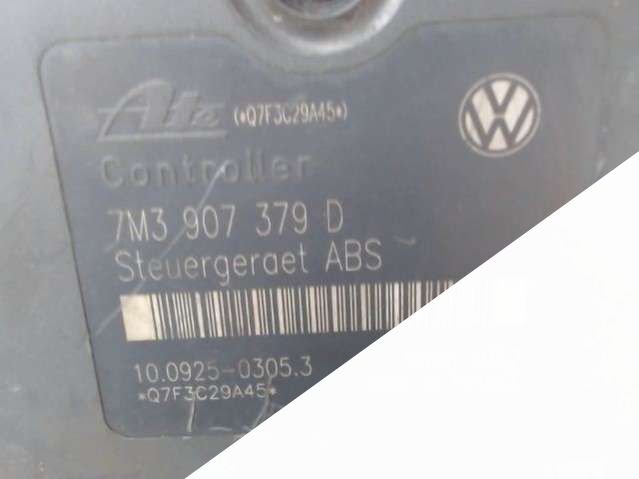 Ate (*Q7F3C29A45*)
Controller
7M3 907 379 D
Steuergeraet ABS
10.0925-0305.3
*Q7F3C29A45*